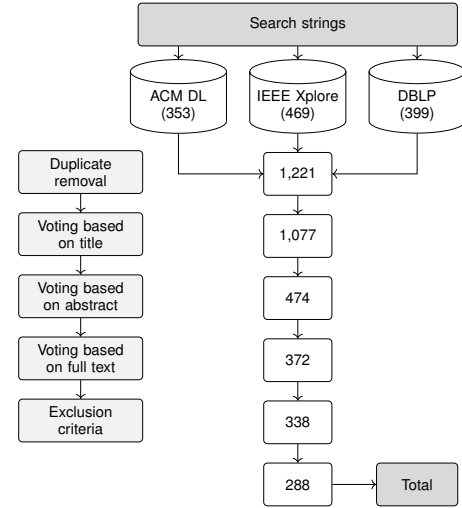 Search strings
ACM DL
(353)
IEEE Xplore
(469)
DBLP
(399)
Duplicate
removal
1,221
Voting based
on title
1,077
Voting based
on abstract
474
Voting based
on full text
372
Exclusion
criteria
338
288
Total